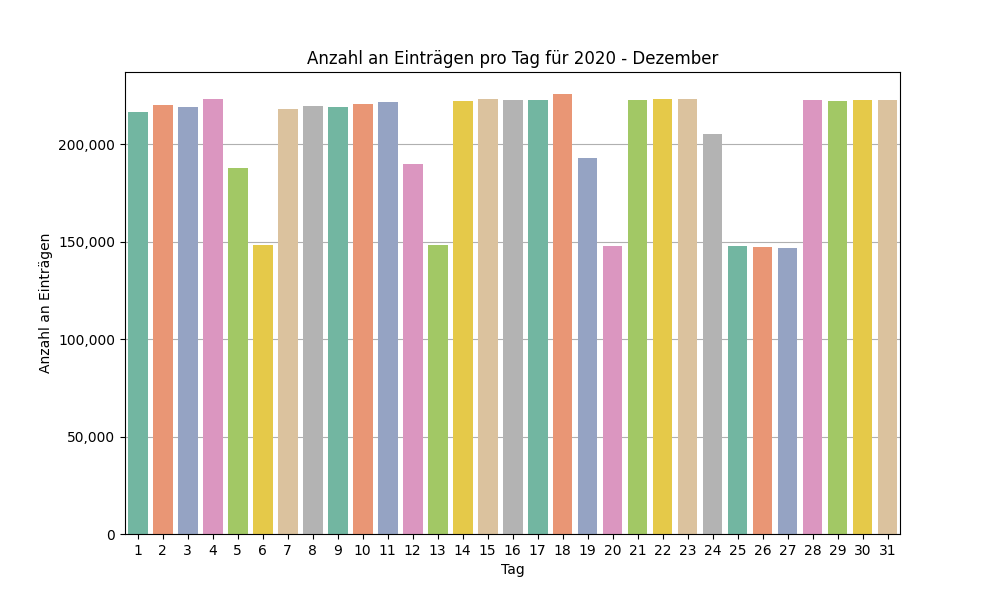 Anzahl an Einträgen pro Tag für 2020 - Dezember
Anzahl an Einträgen
200,000
150,000
100,000
50,000
0
1 2 3 4 5 6 7 8 9 10 11 12 13 14 15 16 17 18 19 20 21 22 23 24 25 26 27 28 29 30 31
Tag